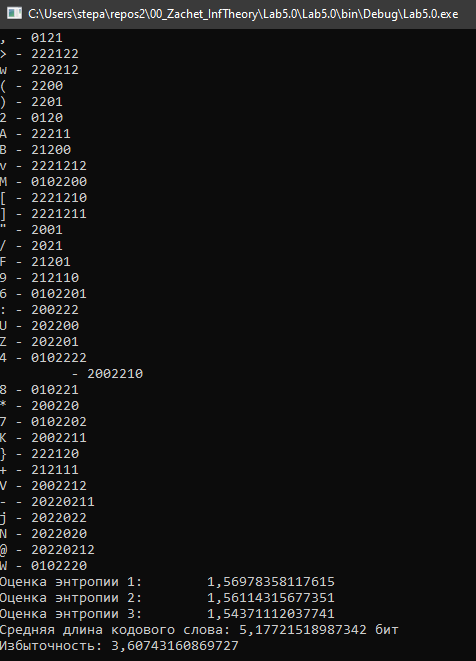 C:\Users\stepa\repos2\00_Zachet_InfTheory\Lab5.0\Lab5.0\bin\Debug\Lab5.0.exe
, - 0121
> - 222122
w - 220212
( - 2200
) - 2201
2 - 0120
A - 22211
B - 21200
v - 2221212
M - 0102200
[ - 2221210
] - 2221211
" - 2001
/ - 2021
F - 21201
9 - 212110
6 - 0102201
: - 200222
U - 202200
Z - 202201
4 - 0102222
- 2002210
8 - 010221
* - 200220
7 - 0102202
K - 2002211
} - 222120
+ - 212111
V - 2002212
- - 20220211
j - 2022022
N - 2022020
@ - 20220212
W - 0102220
Оценка энтропии 1: 1,56978358117615
Оценка энтропии 2: 1,56114315677351
Оценка энтропии 3: 1,54371112037741
Средняя длина кодового слова: 5,17721518987342 бит
Избыточность: 3,60743160869727